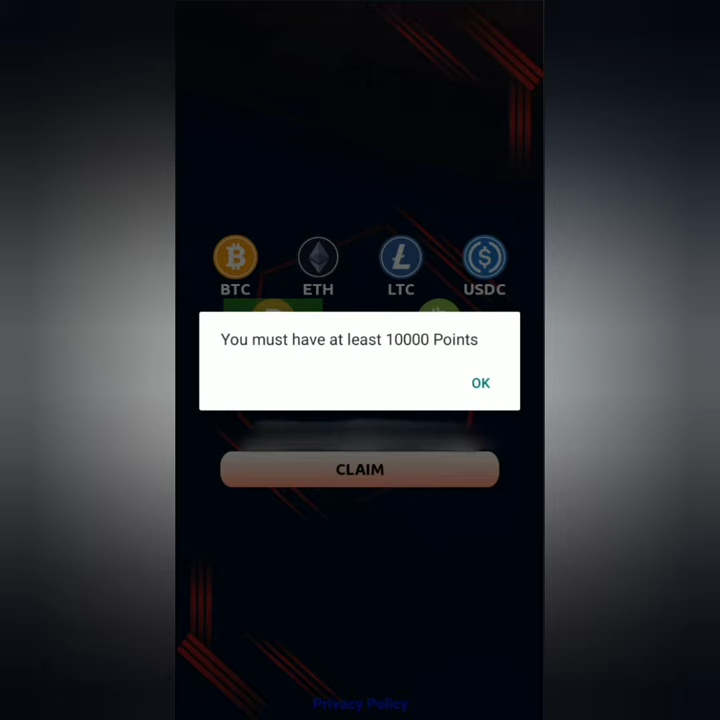 BTC ETH LTC USDC
You must have at least 10000 Points
OK
CLAIM
Privacy Policy